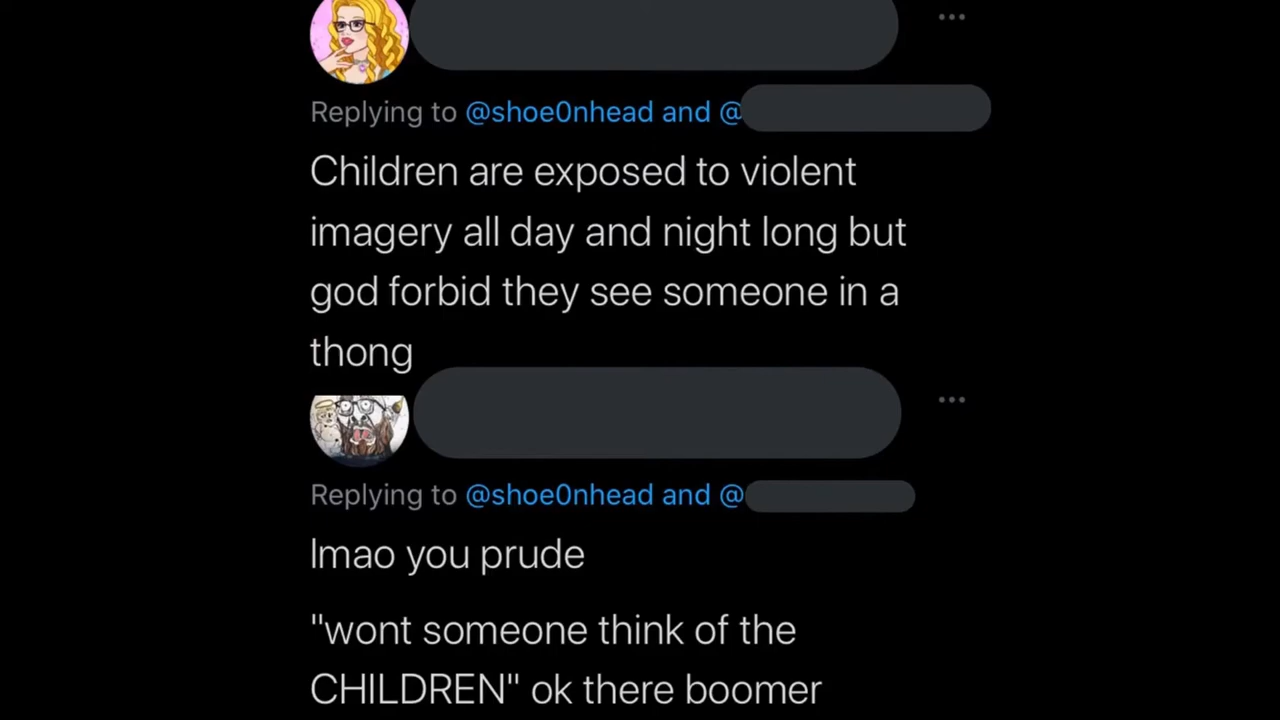 Replying to @shoe0nhead and @
Children are exposed to violent
imagery all day and night long but
god forbid they see someone in a
thong
Replying to @shoe0nhead and @
lmao you prude
"wont someone think of the
CHILDREN" ok there boomer